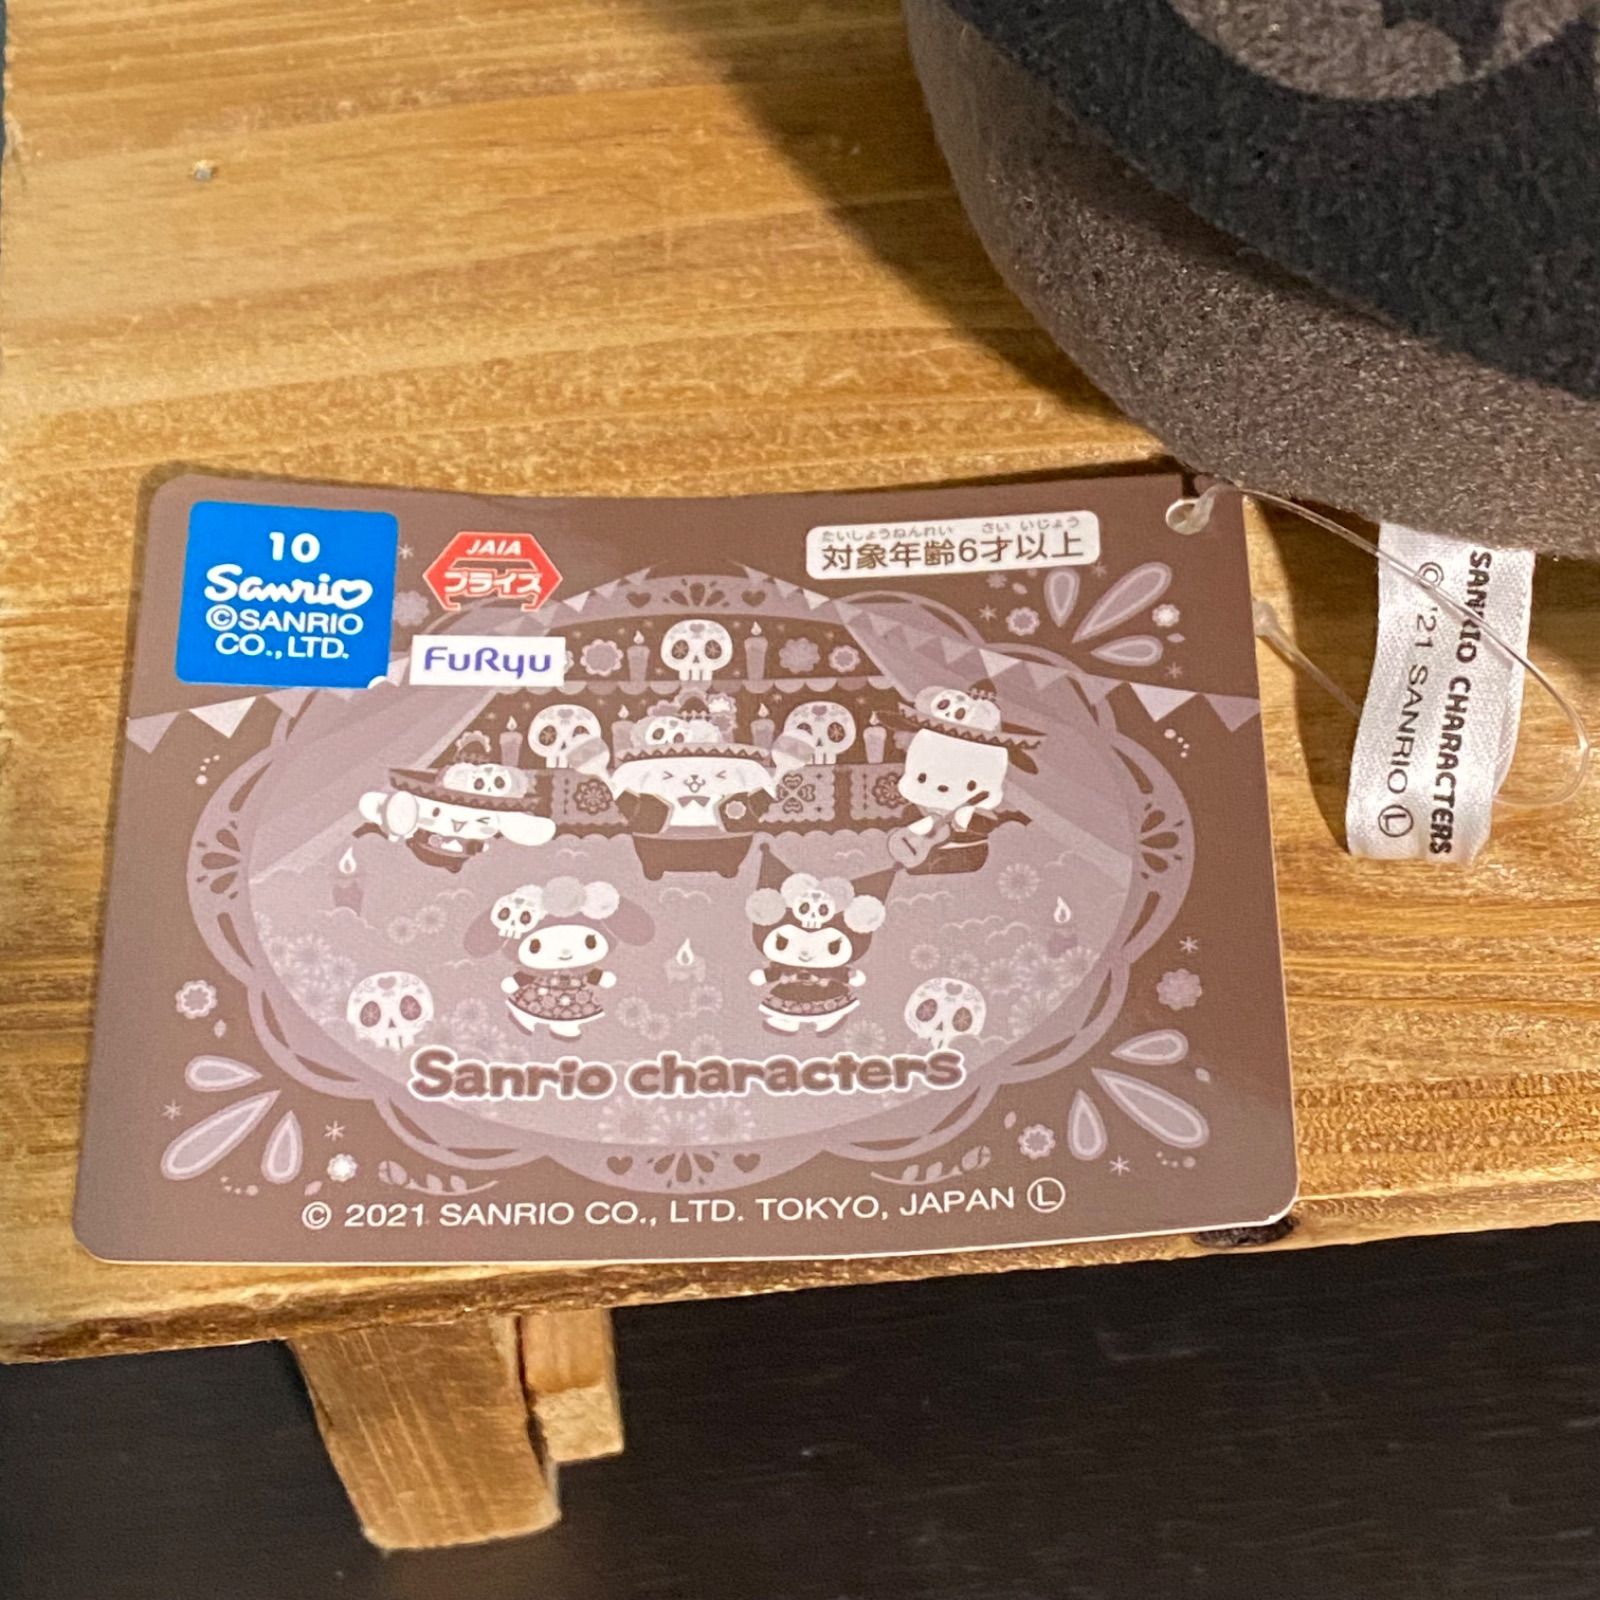 10
Sanrio
©SANRIO
CO., LTD.
JAIA
プライズ
FuRyu
たいしょうねんれい さい いじょう
対象年齢6才以上
Sanrio characters
© 2021 SANRIO CO., LTD. TOKYO, JAPAN Ⓛ
SANRIO CHARACTERS
© '21 SANRIO Ⓛ